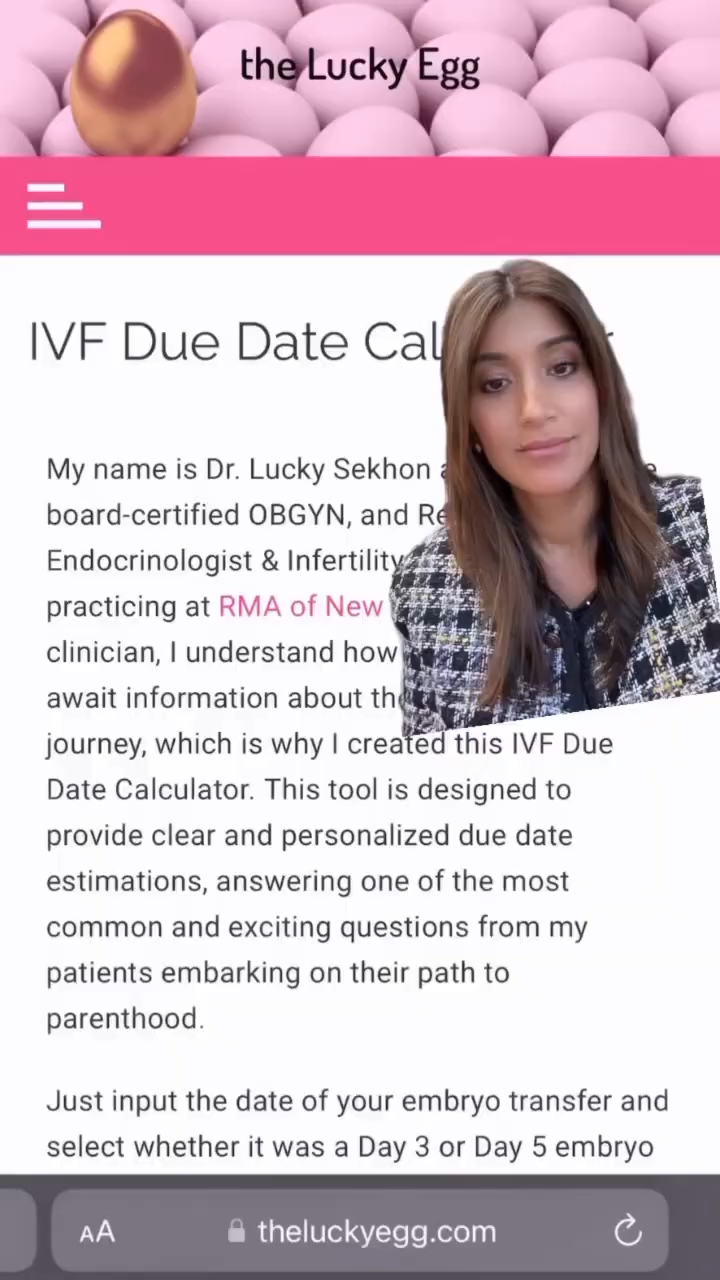 the Lucky Egg
IVF Due Date Cal
My name is Dr. Lucky Sekhon
board-certified OBGYN, and
Endocrinologist & Infertility
practicing at RMA of New
clinician, I understand how
await information about
journey, which is why I created this IVF Due
Date Calculator. This tool is designed to
provide clear and personalized due date
estimations, answering one of the most
common and exciting questions from my
patients embarking on their path to
parenthood.
Just input the date of your embryo transfer and
select whether it was a Day 3 or Day 5 embryo
AA theluckyegg.com